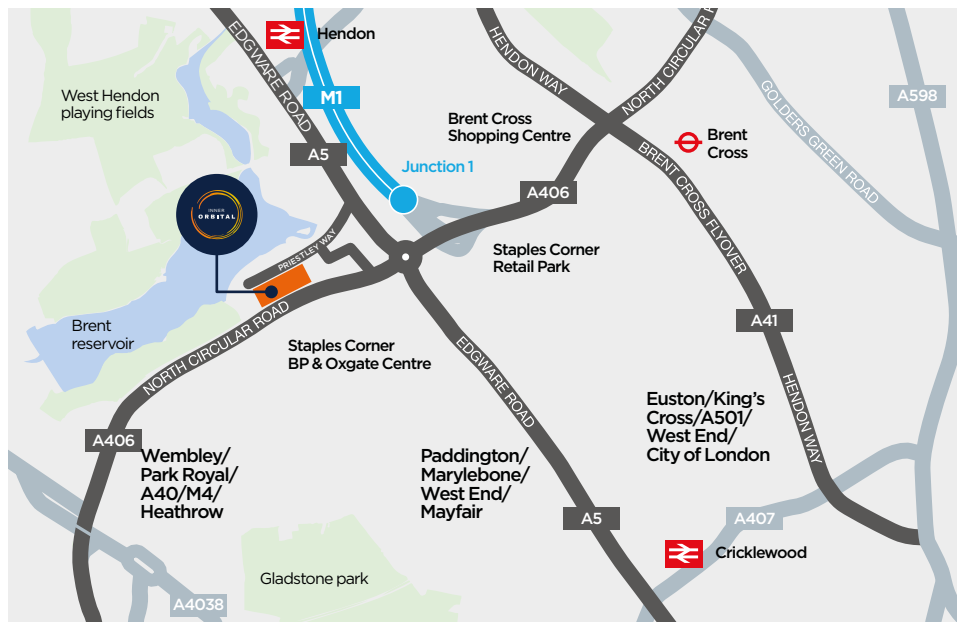 EDGWARE ROAD
Hendon
HENDON WAY
NORTH CIRCULAR R
M1
West Hendon
playing fields
A598
GOLDERS GREEN ROAD
Brent Cross
Shopping Centre
Brent
Cross
A5
Junction 1
BRENT CROSS FLYOVER
A406
INNER
ORBITAL
PRIESTLEY WAY
Staples Corner
Retail Park
Brent
reservoir
NORTH CIRCULAR ROAD
Staples Corner
BP & Oxgate Centre
EDGWARE ROAD
A41
HENDON WAY
Euston/King's
Cross/A501/
West End/
City of London
A406
Wembley/
Park Royal/
A40/M4/
Heathrow
Paddington/
Marylebone/
West End/
Mayfair
A5
A407
Cricklewood
Gladstone park
A4038